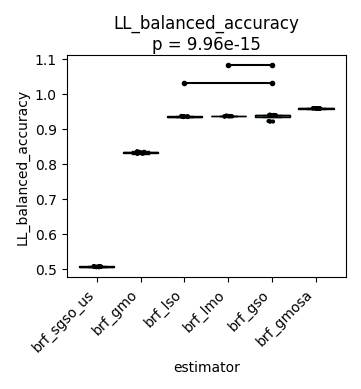 LL_balanced_accuracy
p = 9.96e-15
1.1
1.0
0.9
0.8
0.7
0.6
0.5
LL_balanced_accuracy
brf_sgso_us
brf_gmo
brf_lso
brf_lmo
brf_gso
brf_gmosa
estimator